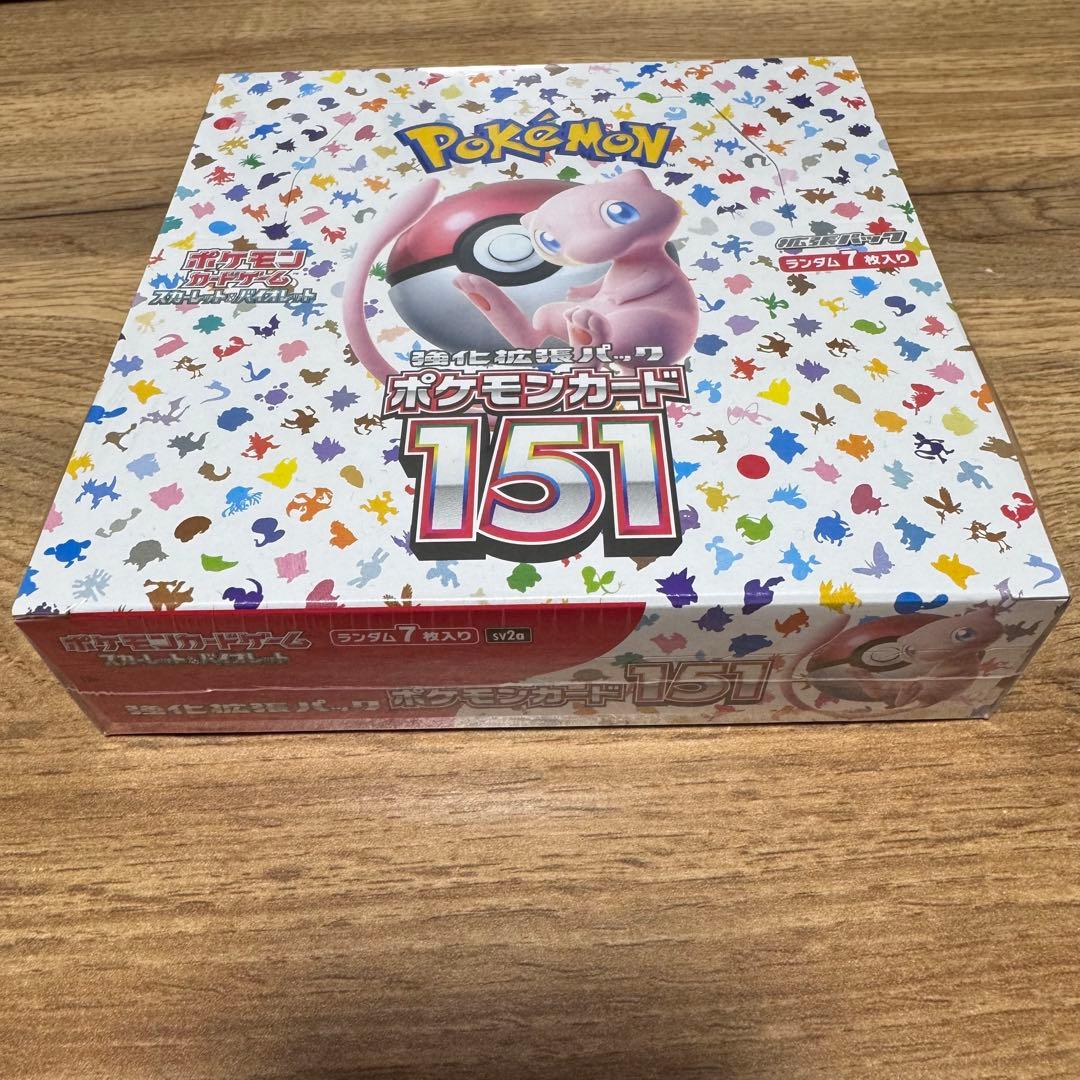 POKéMON
TM
ポケモン
カードゲーム
スカーレット&バイオレット
拡張パック
ランダム7枚入り
強化拡張パック
ポケモンカード
151
ポケモンカードゲーム
スカーレット&バイオレット
ランダム7枚入り
sv2a
強化拡張パック ポケモンカード151